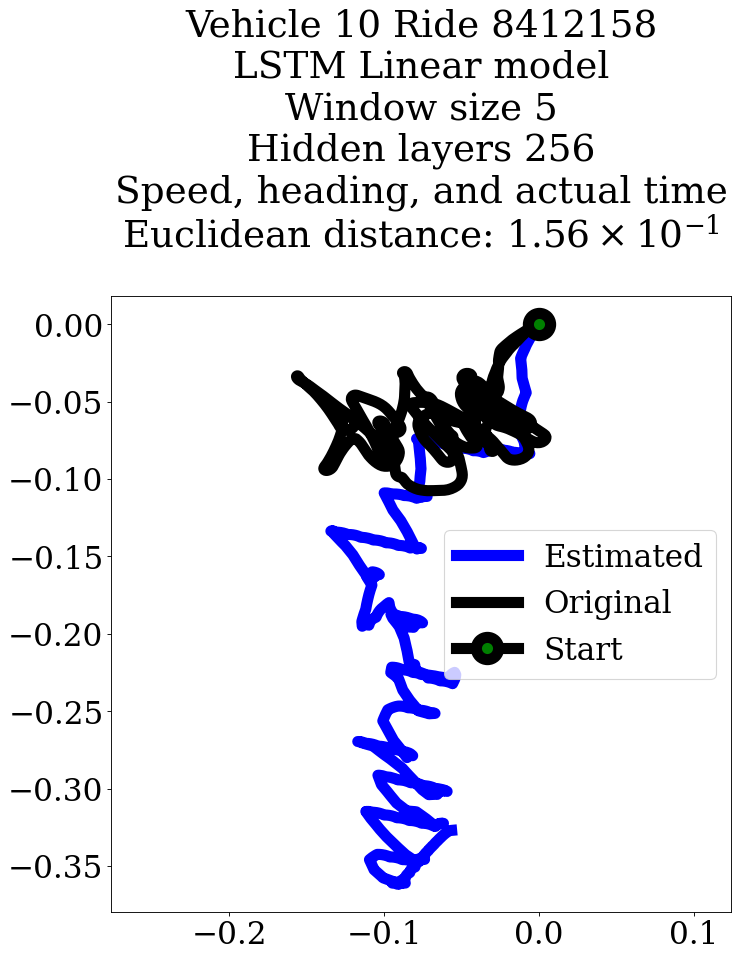 Vehicle 10 Ride 8412158
LSTM Linear model
Window size 5
Hidden layers 256
Speed, heading, and actual time
Euclidean distance: 1.56 × 10⁻¹
0.00
−0.05
−0.10
−0.15
−0.20
−0.25
−0.30
−0.35
Estimated
Original
Start
−0.2 −0.1 0.0 0.1